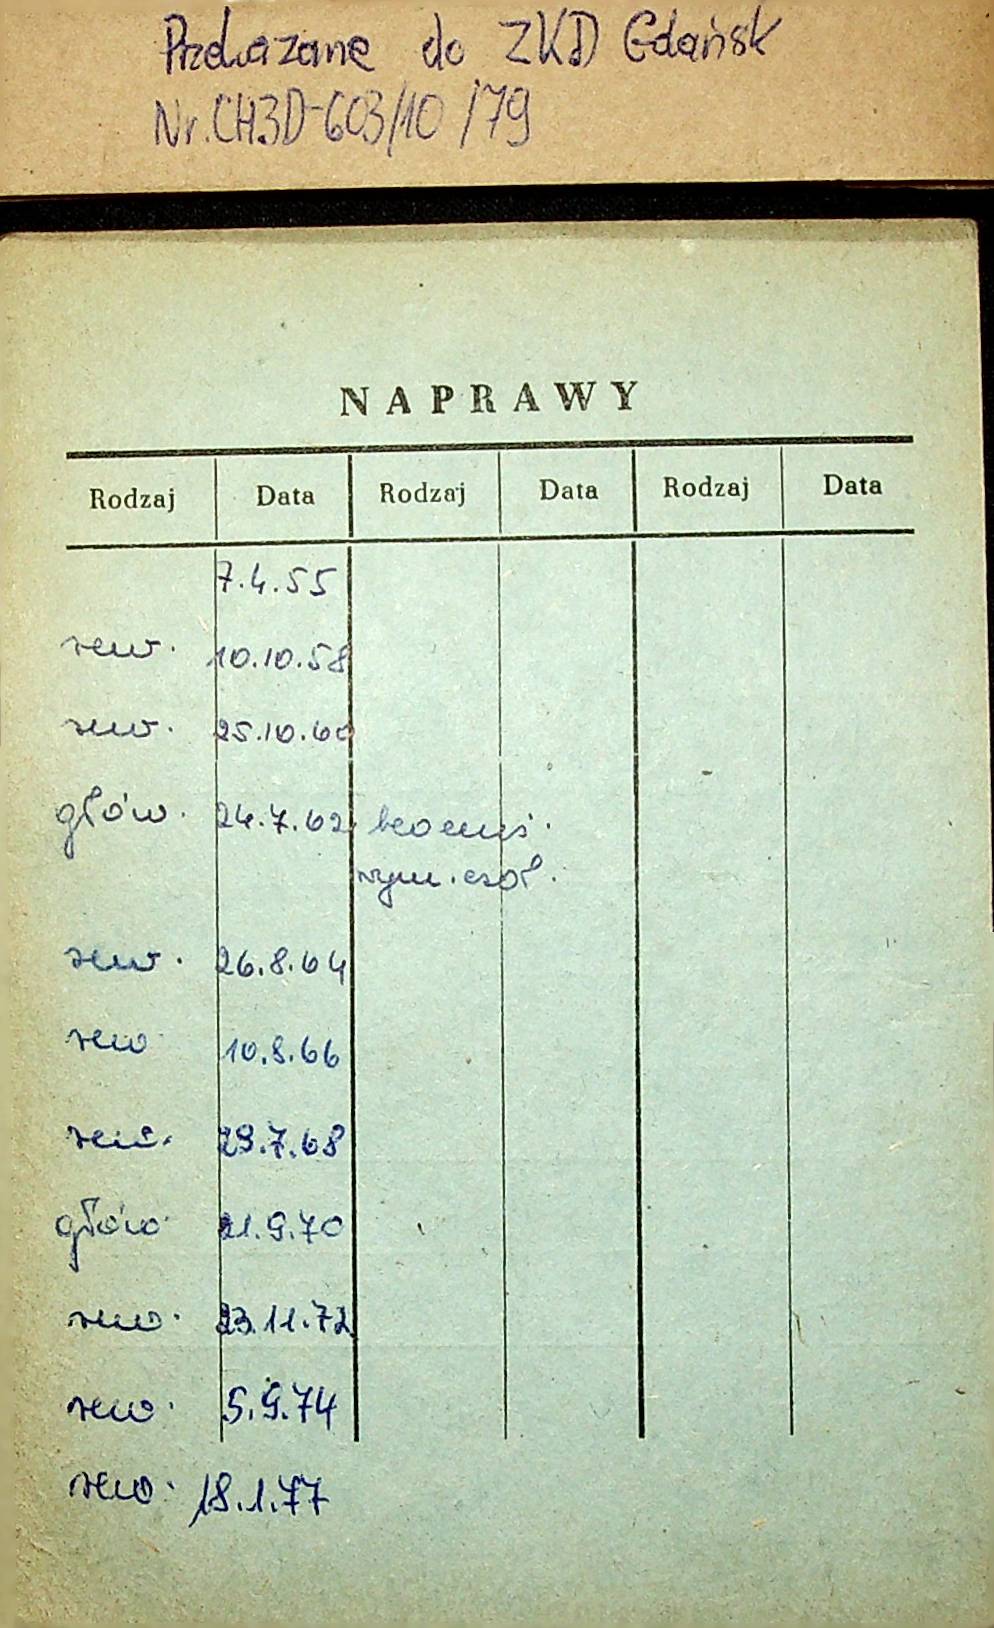 Przekazane do ZKD Gdańsk
Nr. CH3D-603/10/79
NAPRAWY
Rodzaj Data Rodzaj Data Rodzaj Data
7.4.55
rew. 10.10.58
rew. 25.10.60
głów. 24.7.62
wym. czoł.
rew. 26.8.64
rew 10.8.66
rew. 29.7.68
głów 21.9.70
rew. 23.11.72
rew. 5.9.74
rew. 18.1.77